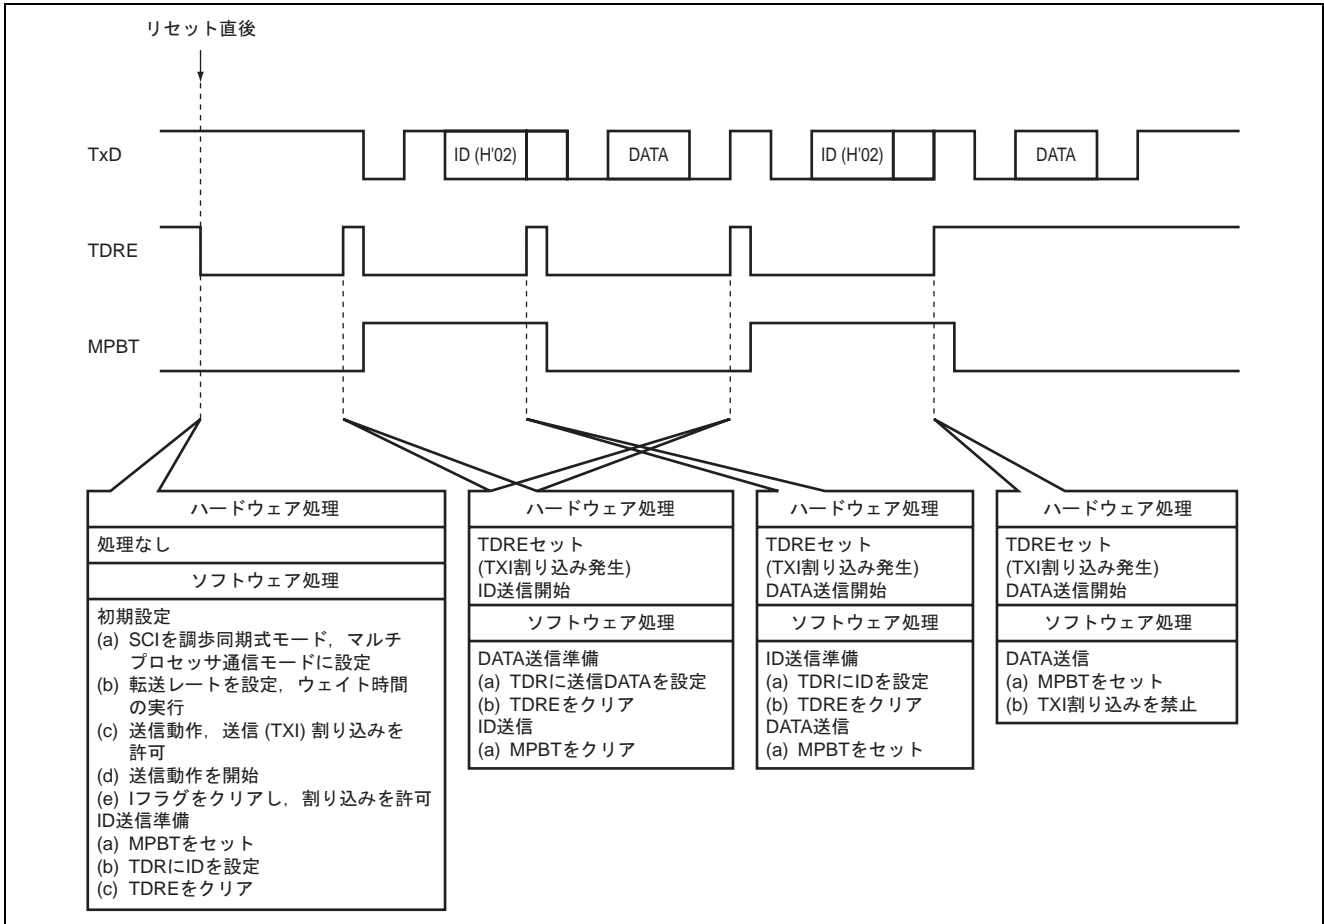 リセット直後
TxD
ID (H'02)
DATA
ID (H'02)
DATA
TDRE
MPBT
ハードウェア処理
処理なし
ソフトウェア処理
初期設定
(a) SCIを調歩同期式モード，マルチ
プロセッサ通信モードに設定
(b) 転送レートを設定，ウェイト時間
の実行
(c) 送信動作，送信 (TXI) 割り込みを
許可
(d) 送信動作を開始
(e) Iフラグをクリアし，割り込みを許可
ID送信準備
(a) MPBTをセット
(b) TDRにIDを設定
(c) TDREをクリア
ハードウェア処理
TDREセット
(TXI割り込み発生)
ID送信開始
ソフトウェア処理
DATA送信準備
(a) TDRに送信DATAを設定
(b) TDREをクリア
ID送信
(a) MPBTをクリア
ハードウェア処理
TDREセット
(TXI割り込み発生)
DATA送信開始
ソフトウェア処理
ID送信準備
(a) TDRにIDを設定
(b) TDREをクリア
DATA送信
(a) MPBTをセット
ハードウェア処理
TDREセット
(TXI割り込み発生)
DATA送信開始
ソフトウェア処理
DATA送信
(a) MPBTをセット
(b) TXI割り込みを禁止